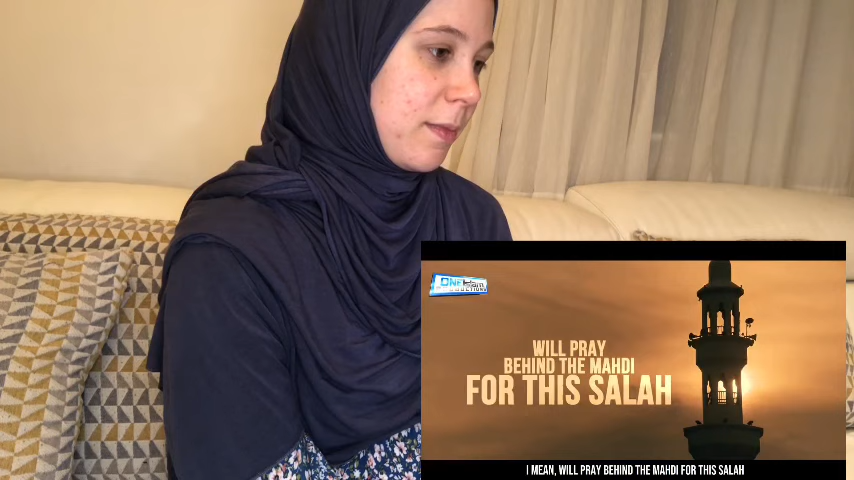 ONE
WILL PRAY
BEHIND THE MAHDI
FOR THIS SALAH
I MEAN, WILL PRAY BEHIND THE MAHDI FOR THIS SALAH